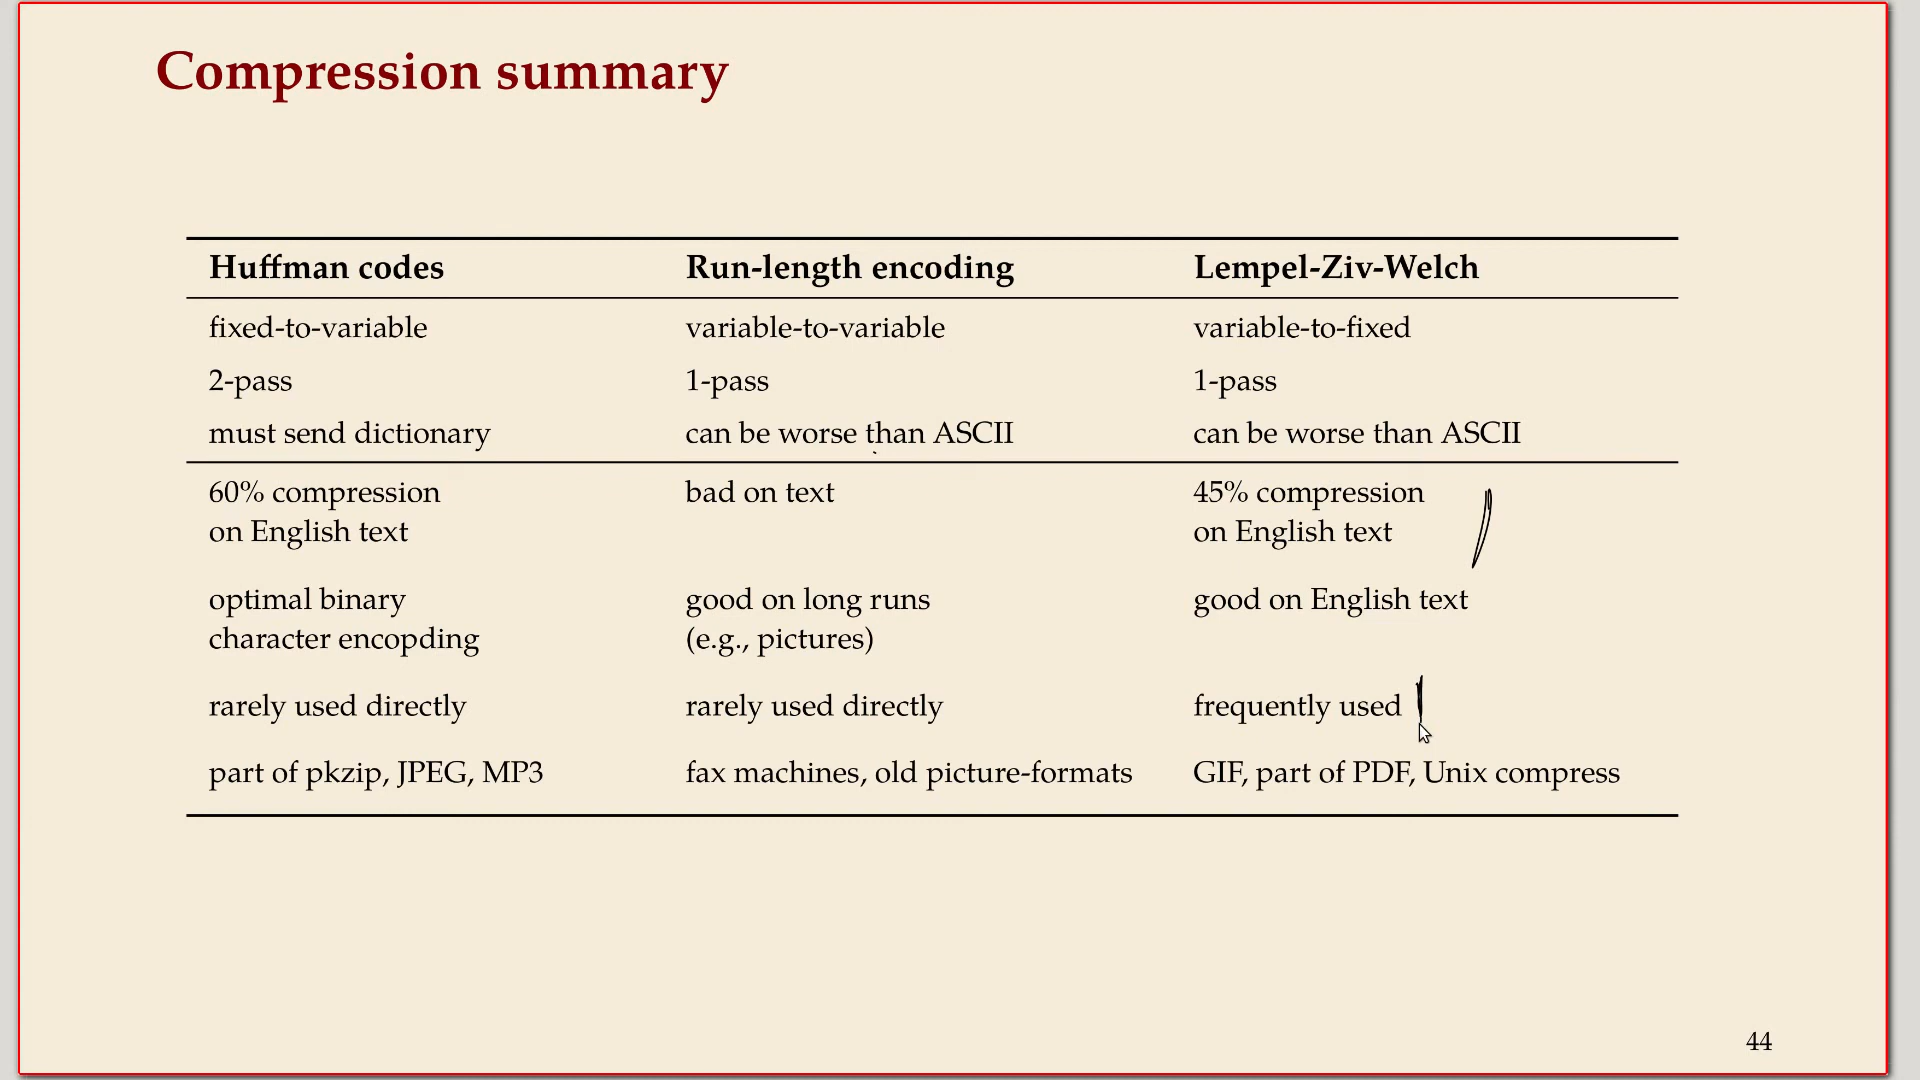 Compression summary
Huffman codes Run-length encoding Lempel-Ziv-Welch
fixed-to-variable variable-to-variable variable-to-fixed
2-pass 1-pass 1-pass
must send dictionary can be worse than ASCII can be worse than ASCII
60% compression bad on text 45% compression
on English text on English text
optimal binary good on long runs good on English text
character encopding (e.g., pictures)
rarely used directly rarely used directly frequently used
part of pkzip, JPEG, MP3 fax machines, old picture-formats GIF, part of PDF, Unix compress
44